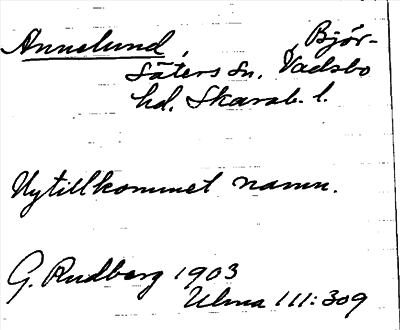 Annelund, Björ-
säters sn, Vadsbo
hd. Skarab. l.
Nytillkommet namn.
G. Rudberg 1903
Ulma 111:309